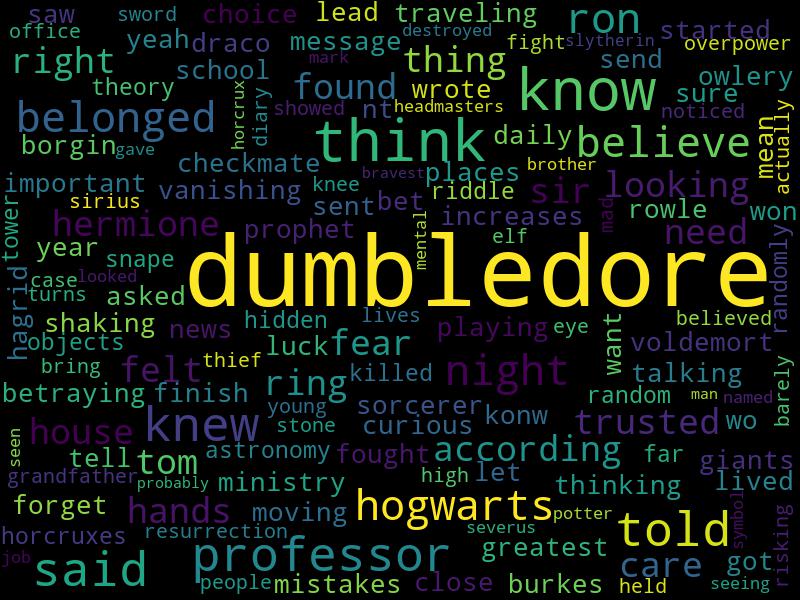 saw sword choice lead traveling ron
office yeah draco message destroyed fight slytherin started overpower
right school mark thing send owlery
theory horcrux diary found wrote know sure
belonged showed nt headmasters noticed
borgin gave think daily believe mean actually
checkmate bravest places brother
important vanishing knee riddle sir looking
sirius sent bet mad rowle won
tower hermione prophet increases need
year mental elf randomly
hagrid snape dumbledore
case looked turns asked
shaking news hidden lives playing eye want believed
objects luck fear voldemort
bring felt thief night talking barely
betraying finish ring killed random man named
young sorcerer
house knew stone curious konw trusted wo
seen tell tom astronomy fought according far giants
grandfather probably ministry high let thinking lived
forget hands moving hogwarts potter told symbol
horcruxes resurrection severus risking
job said professor greatest care got
people mistakes close burkes held seeing